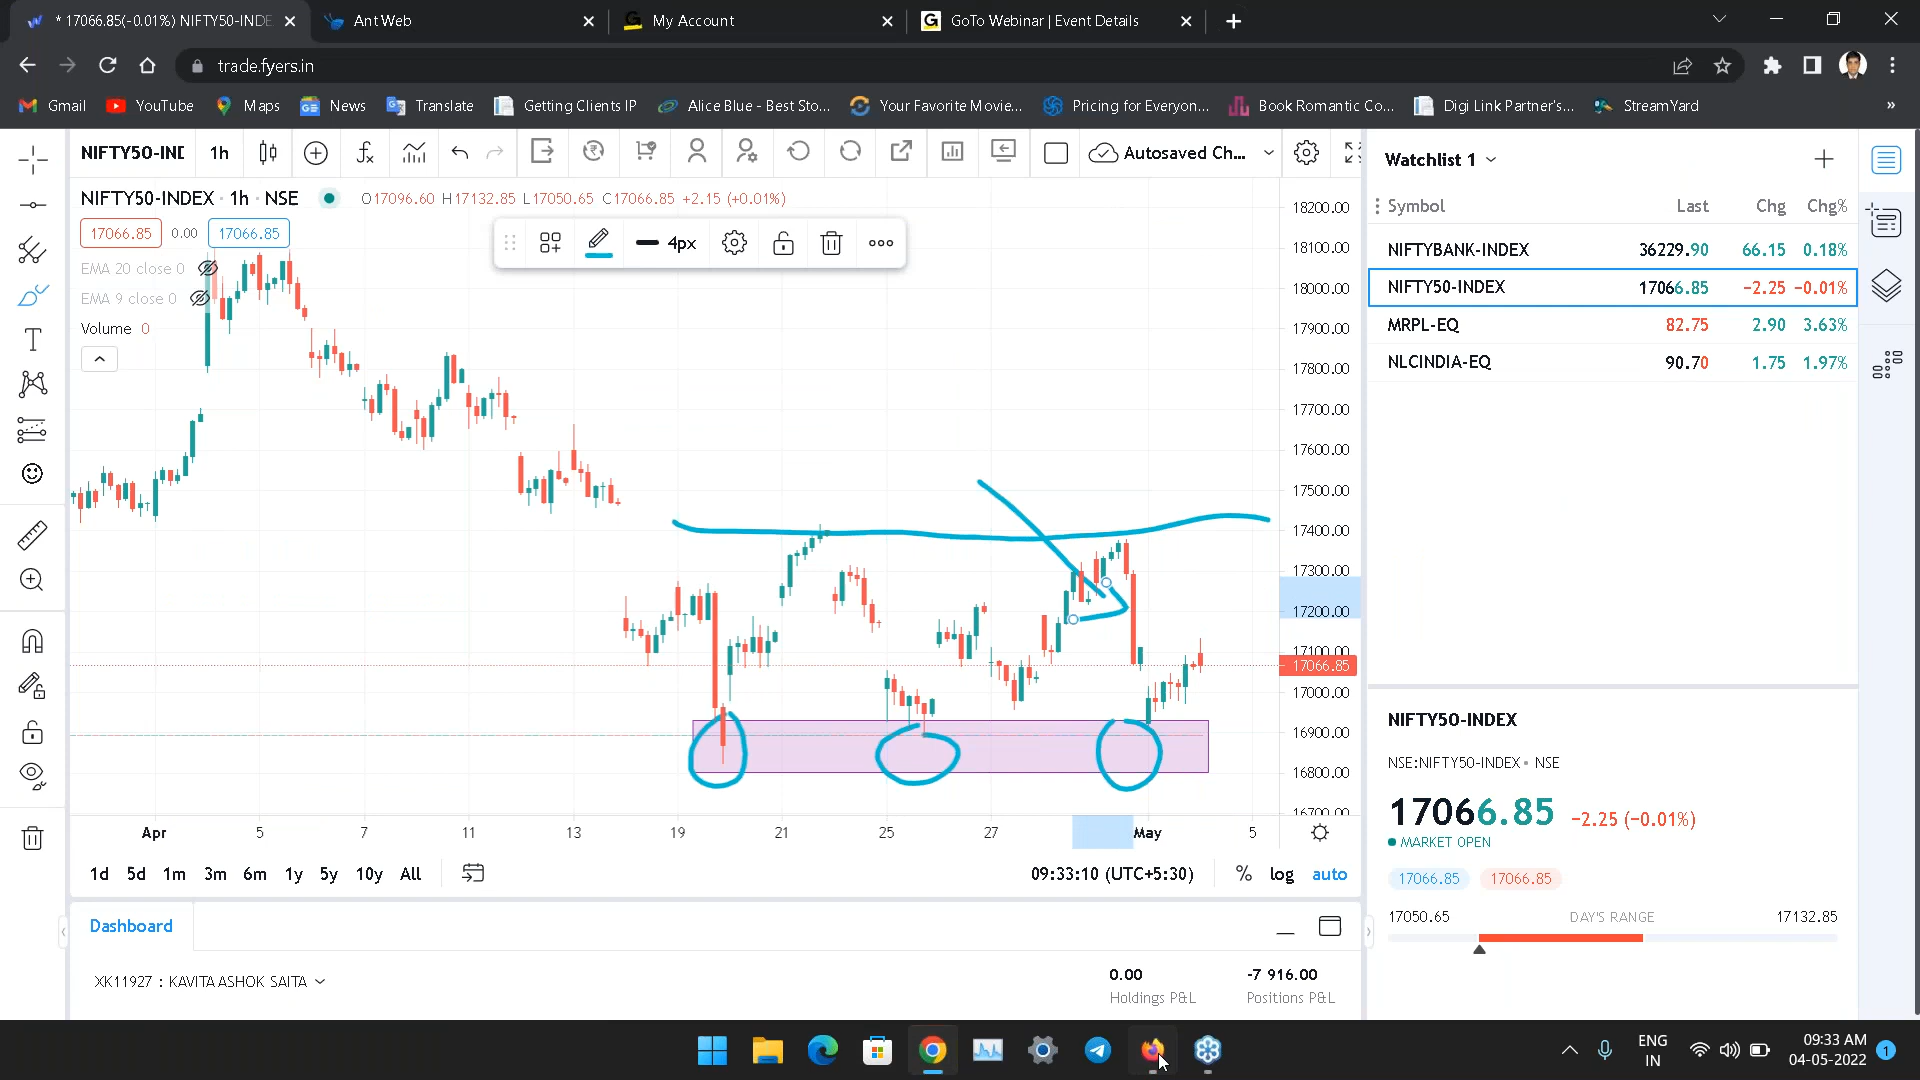 * 17066.85(-0.01%) NIFTY50-INDE
Ant Web
My Account
GoTo Webinar | Event Details
trade.fyers.in
Gmail
YouTube
Maps
News
Translate
Getting Clients IP
Alice Blue - Best Sto...
Your Favorite Movie...
Pricing for Everyon...
Book Romantic Co...
Digi Link Partner's...
StreamYard
»
NIFTY50-IND
1h
Autosaved Ch...
NIFTY50-INDEX · 1h · NSE
O17096.60 H17132.85 L17050.65 C17066.85 +2.15 (+0.01%)
17066.85 0.00 17066.85
EMA 20 close 0
EMA 9 close 0
Volume 0
4px
18200.00
18100.00
18000.00
17900.00
17800.00
17700.00
17600.00
17500.00
17400.00
17300.00
17200.00
17100.00
17066.85
17000.00
16900.00
16800.00
16700.00
Apr 5 7 11 13 19 21 25 27 May 5
1d 5d 1m 3m 6m 1y 5y 10y All
09:33:10 (UTC+5:30)
% log auto
Dashboard
XK11927 : KAVITA ASHOK SAITA
0.00
Holdings P&L
-7 916.00
Positions P&L
Watchlist 1
Symbol Last Chg Chg%
NIFTYBANK-INDEX 36229.90 66.15 0.18%
NIFTY50-INDEX 17066.85 −2.25 −0.01%
MRPL-EQ 82.75 2.90 3.63%
NLCINDIA-EQ 90.70 1.75 1.97%
NIFTY50-INDEX
NSE:NIFTY50-INDEX • NSE
17066.85 −2.25 (−0.01%)
MARKET OPEN
17066.85 17066.85
17050.65 DAY'S RANGE 17132.85
ENG
IN
09:33 AM
04-05-2022
1